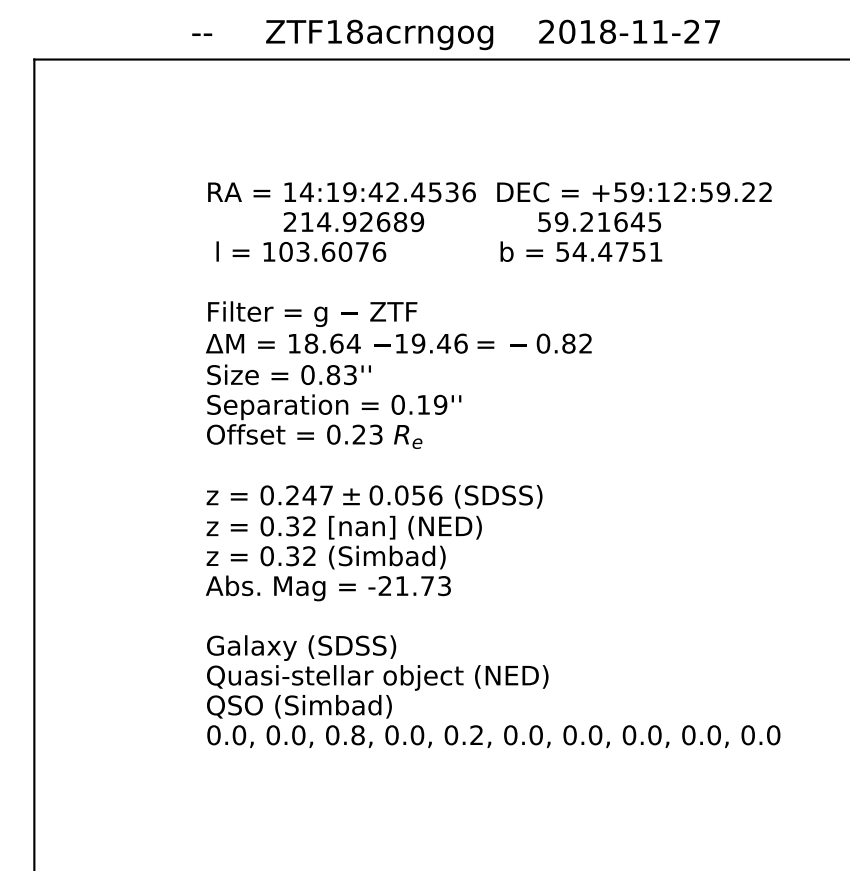 -- ZTF18acrngog 2018-11-27
RA = 14:19:42.4536 DEC = +59:12:59.22
214.92689 59.21645
l = 103.6076 b = 54.4751
Filter = g − ZTF
ΔM = 18.64 −19.46 = − 0.82
Size = 0.83''
Separation = 0.19''
Offset = 0.23 Re
z = 0.247 ± 0.056 (SDSS)
z = 0.32 [nan] (NED)
z = 0.32 (Simbad)
Abs. Mag = -21.73
Galaxy (SDSS)
Quasi-stellar object (NED)
QSO (Simbad)
0.0, 0.0, 0.8, 0.0, 0.2, 0.0, 0.0, 0.0, 0.0, 0.0